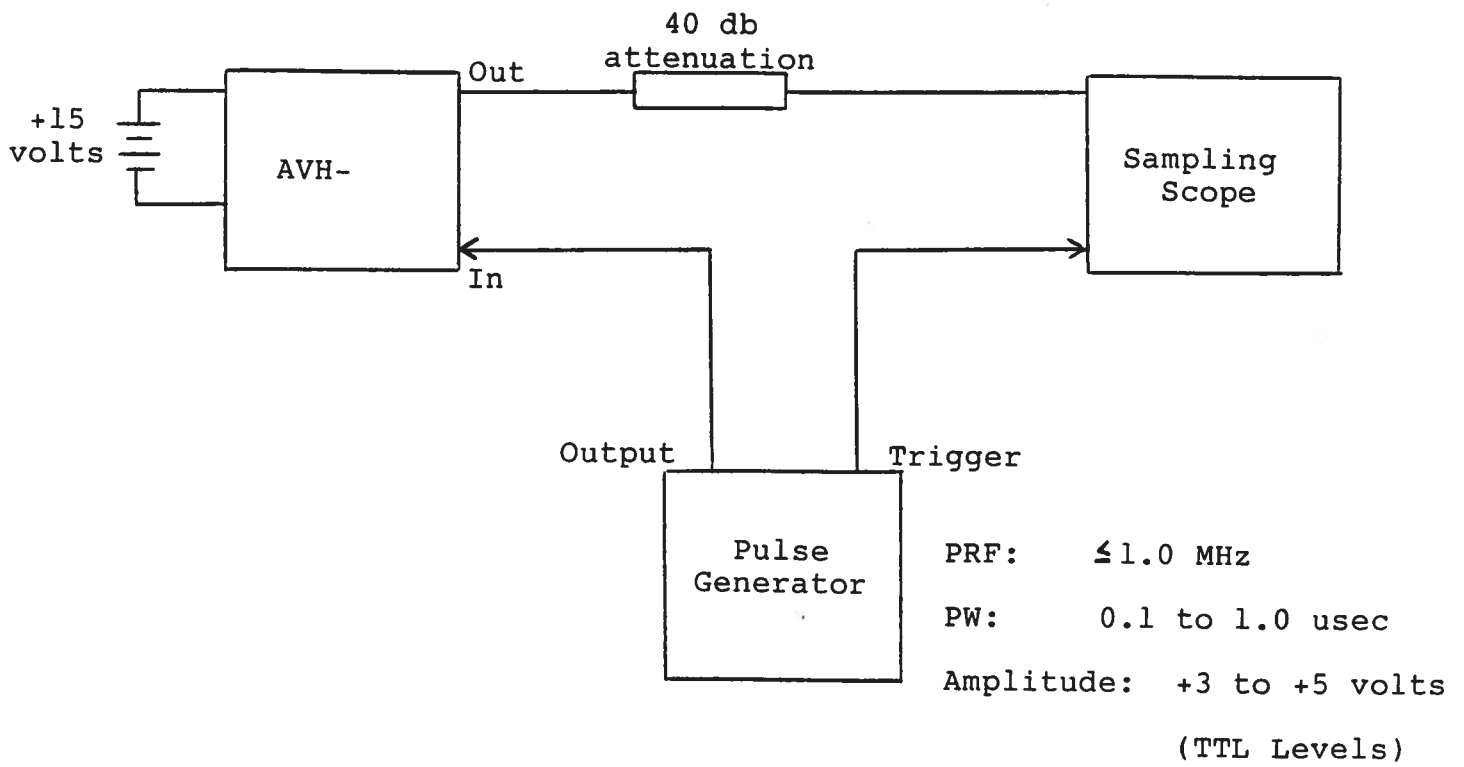 40 db
attenuation
Out
+15
volts
AVH-
Sampling
Scope
In
Output
Trigger
Pulse
Generator
PRF: ≤1.0 MHz
PW: 0.1 to 1.0 usec
Amplitude: +3 to +5 volts
(TTL Levels)